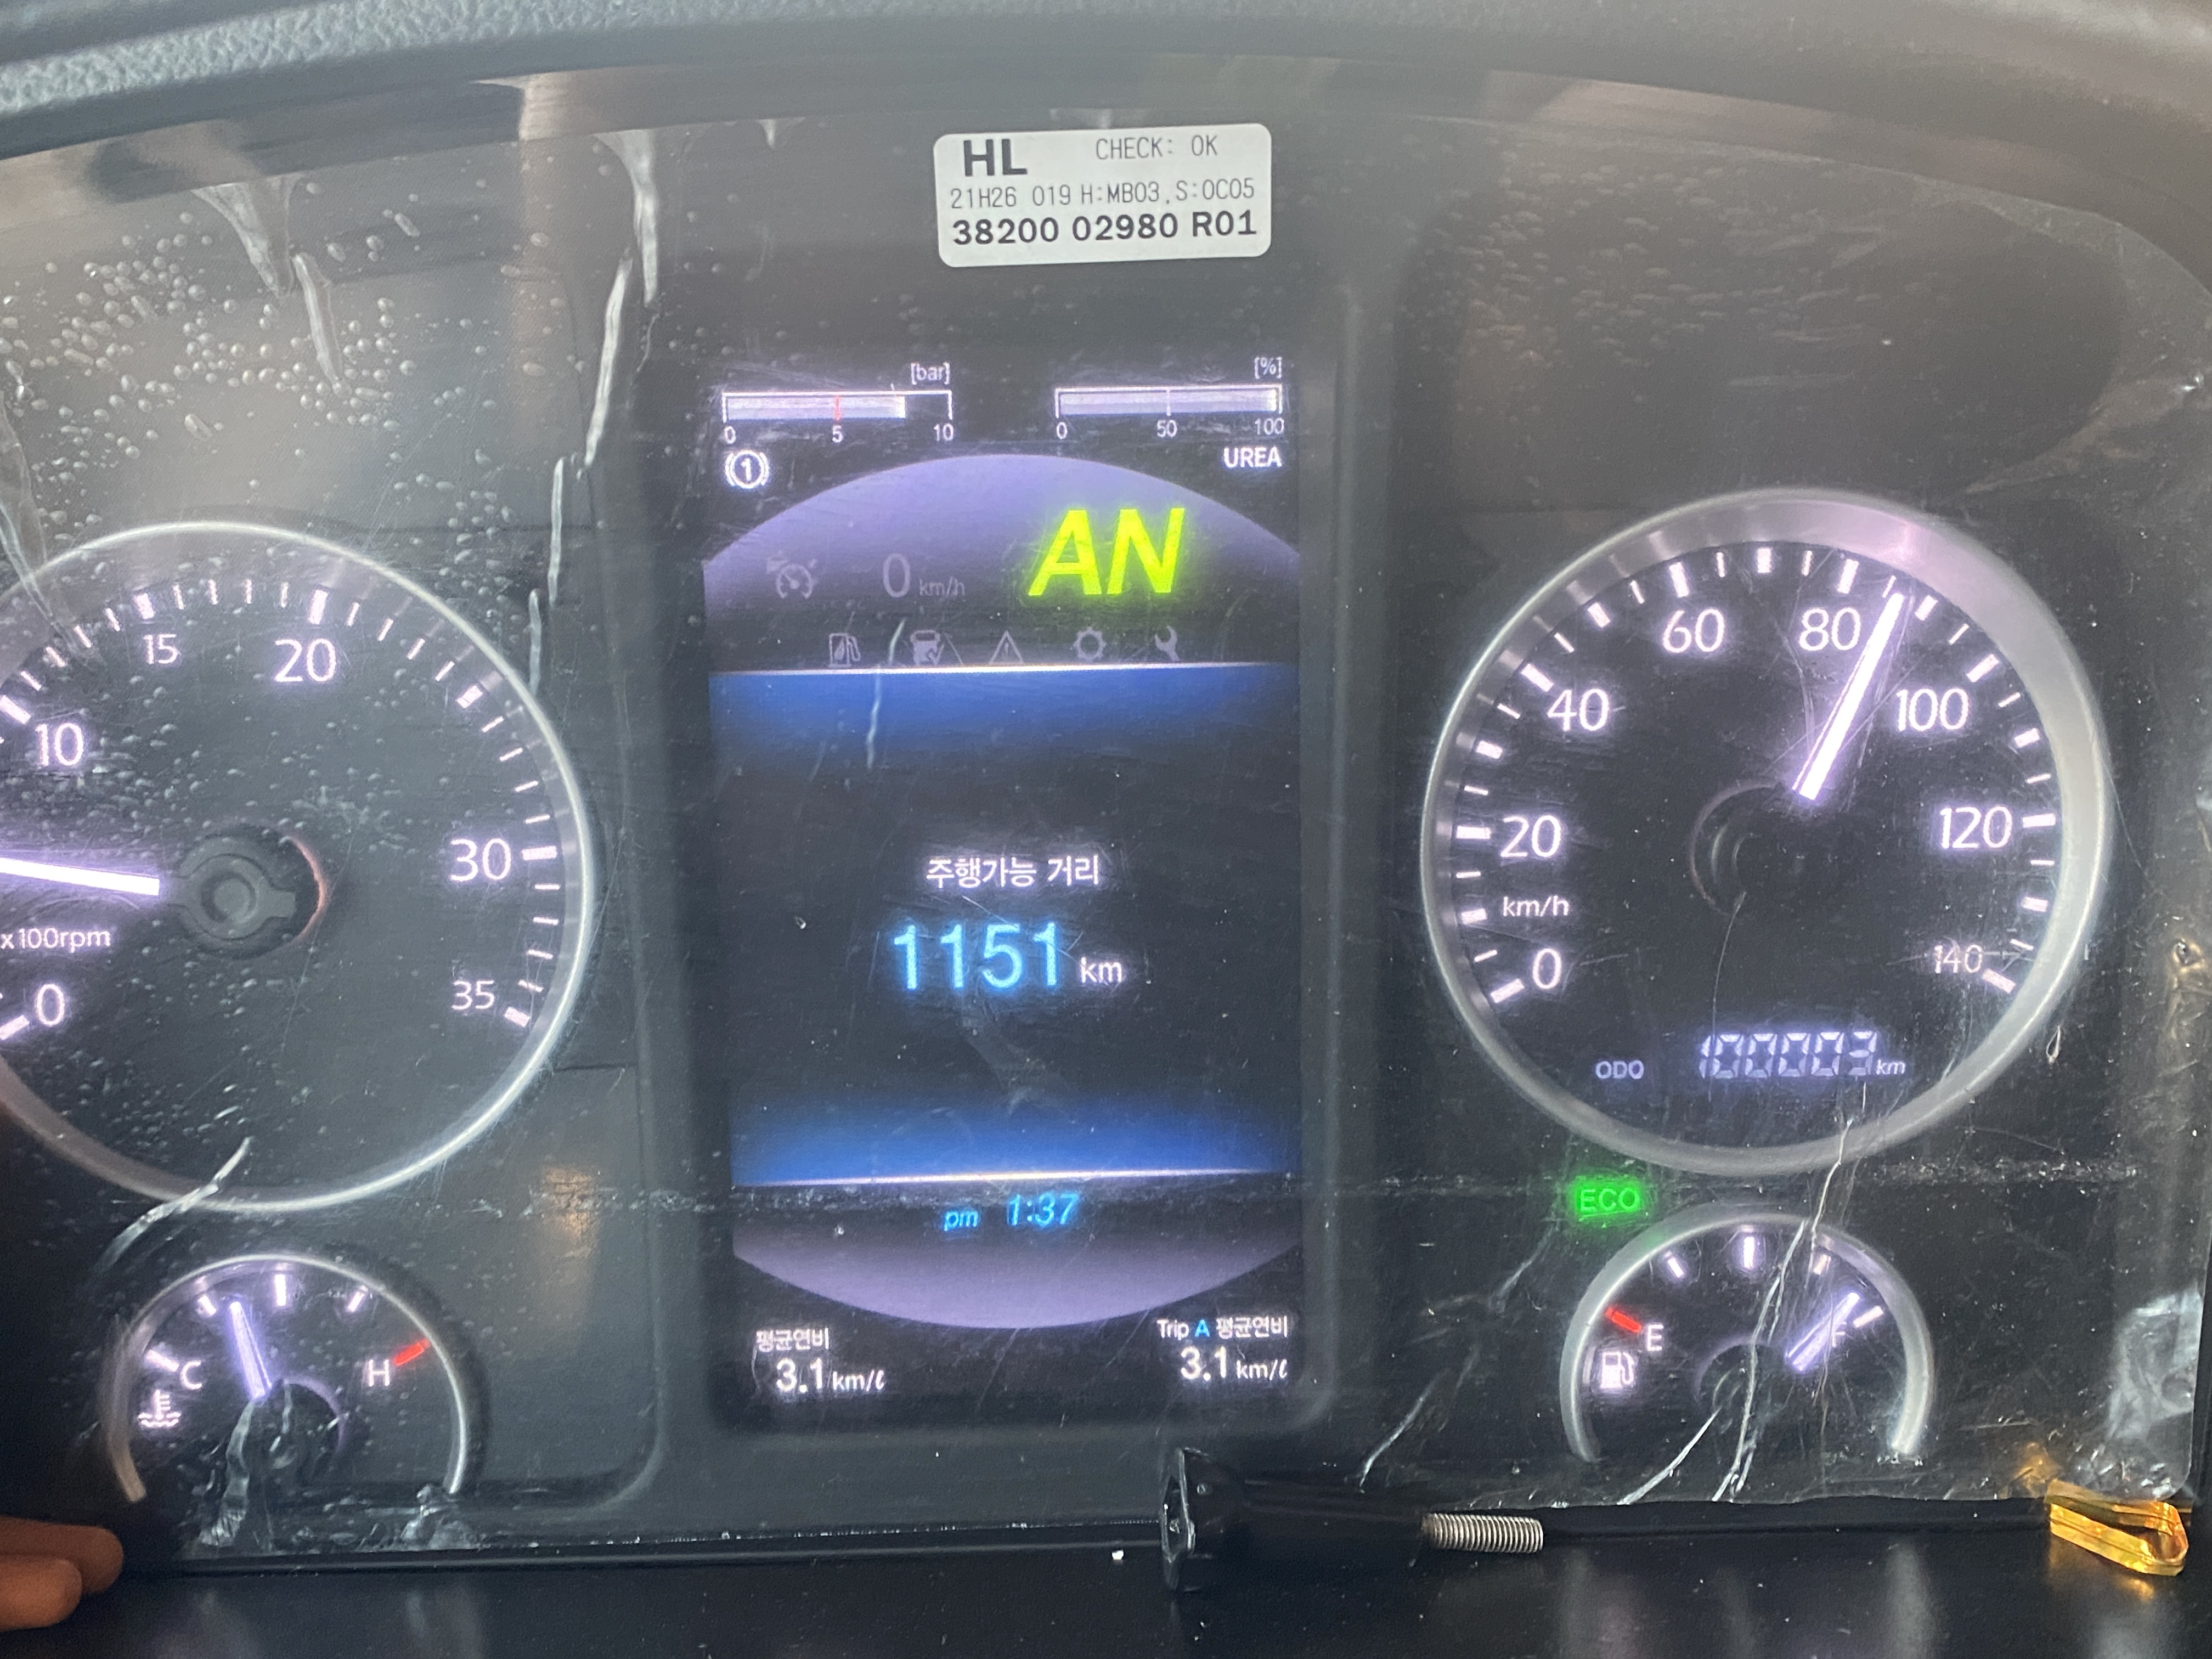 HL CHECK: OK
21H26 019 H:MB03,S:0C05
38200 02980 R01
[bar] [%]
0 5 10 0 50 100
1 UREA
0 km/h AN
0 10 15 20 30 35
x100rpm
0 20 40 60 80 100 120 140
km/h
주행가능 거리
1151 km
ODO 100003 km
pm 1:37
ECO
C H
E F
평균연비
3.1 km/ℓ
Trip A 평균연비
3.1 km/ℓ